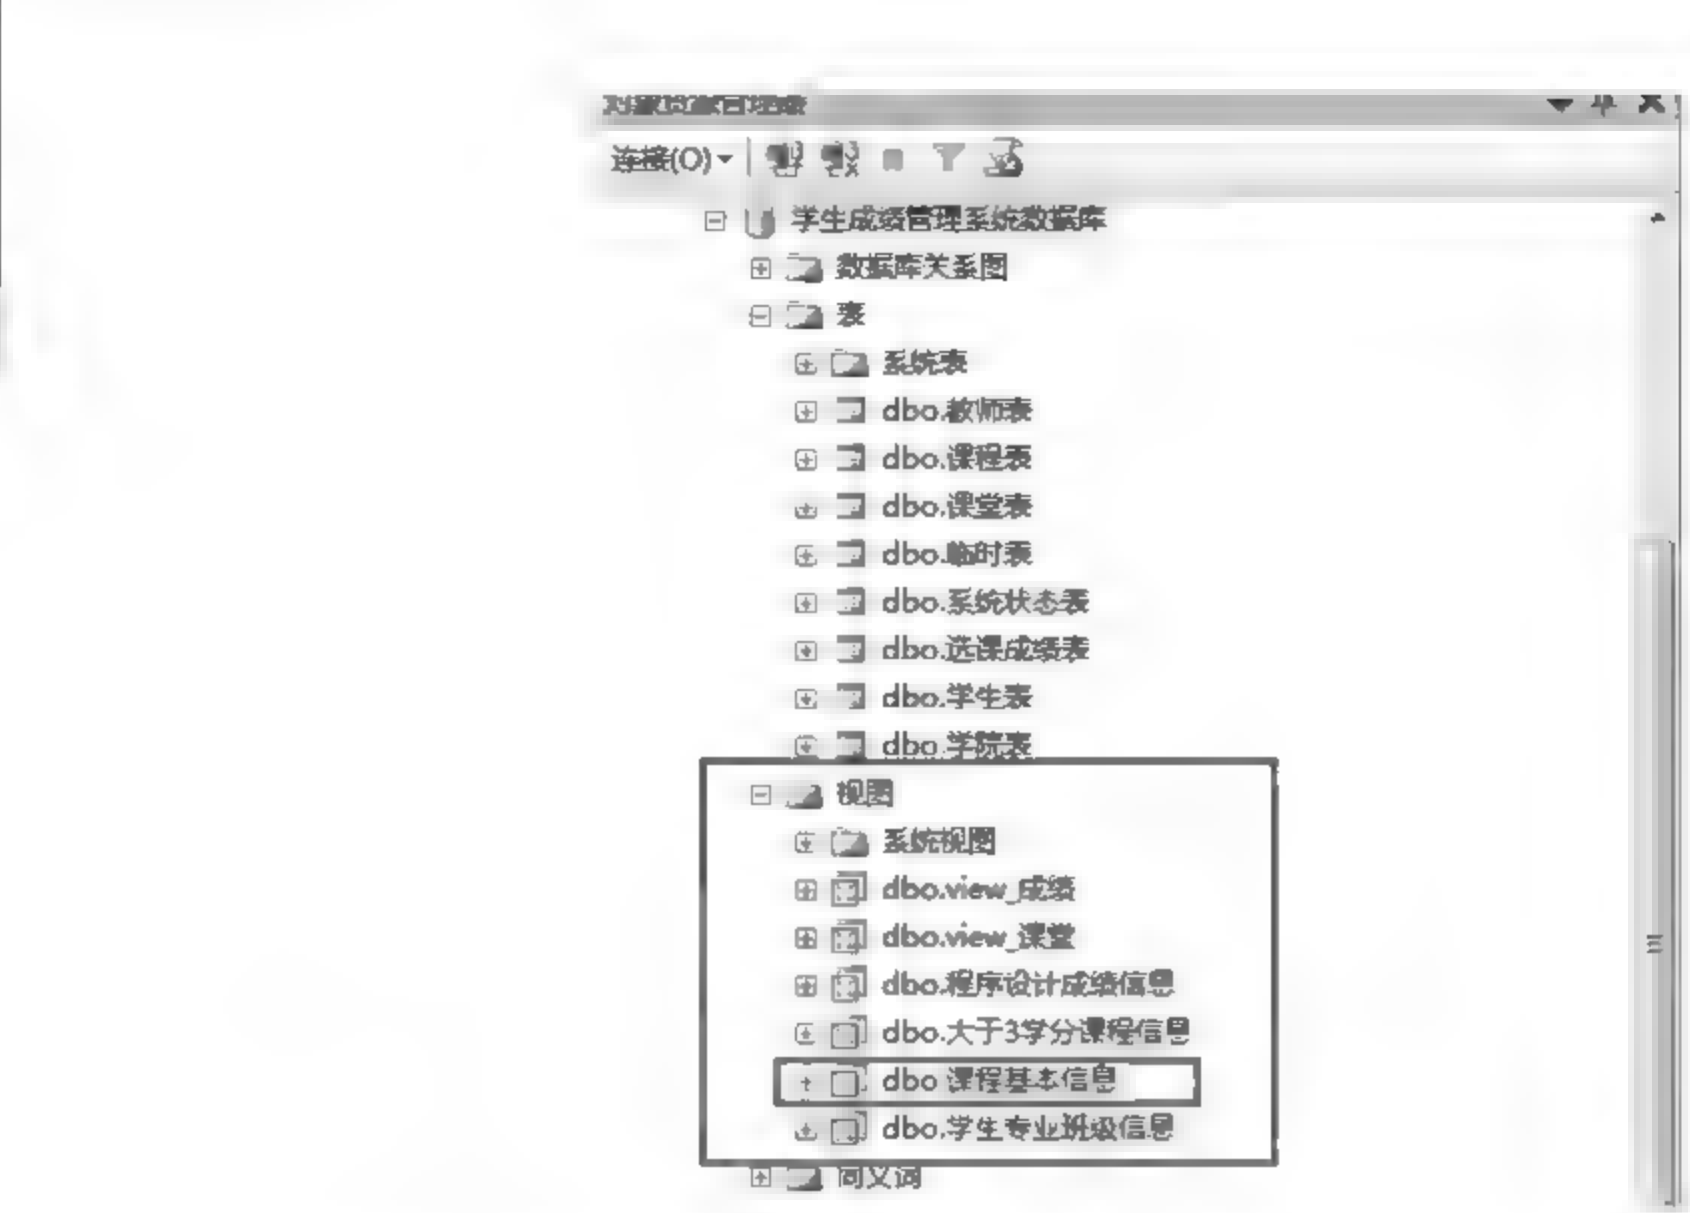 对象资源管理器
连接(O)
学生成绩管理系统数据库
数据库关系图
表
系统表
dbo.教师表
dbo.课程表
dbo.课堂表
dbo.临时表
dbo.系统状态表
dbo.选课成绩表
dbo.学生表
dbo.学院表
视图
系统视图
dbo.view_成绩
dbo.view_课堂
dbo.程序设计成绩信息
dbo.大于3学分课程信息
dbo.课程基本信息
dbo.学生专业班级信息
同义词